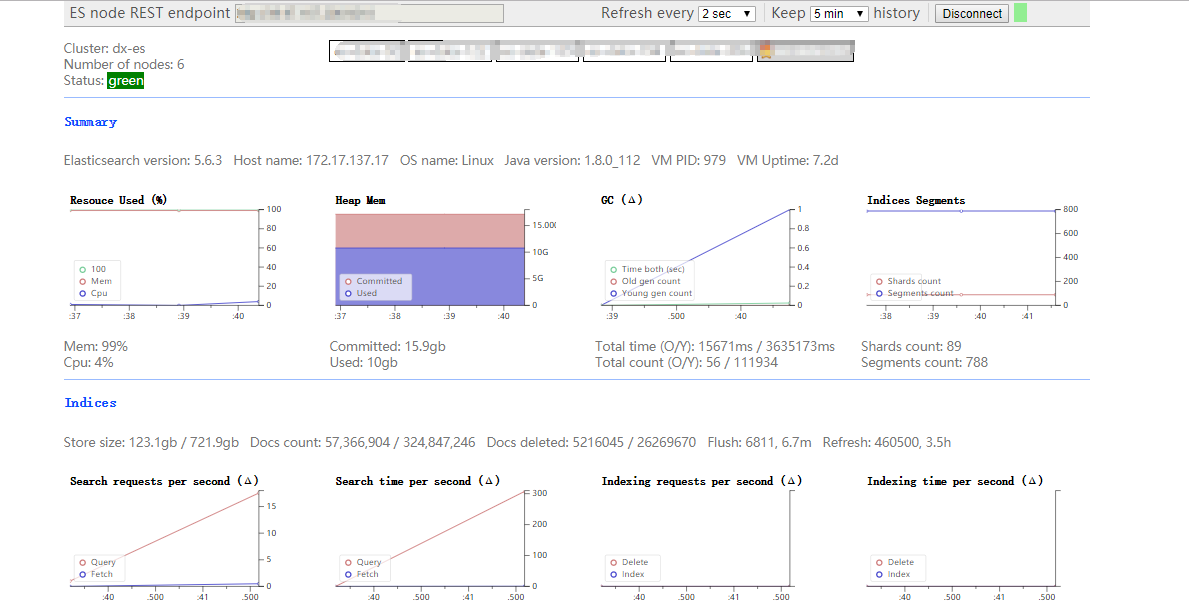 ES node REST endpoint Refresh every 2 sec Keep 5 min history Disconnect
Cluster: dx-es
Number of nodes: 6
Status: green
Summary
Elasticsearch version: 5.6.3 Host name: 172.17.137.17 OS name: Linux Java version: 1.8.0_112 VM PID: 979 VM Uptime: 7.2d
Resouce Used (%)
100
80
60
40
20
0
100
Mem
Cpu
:37 :38 :39 :40
Mem: 99%
Cpu: 4%
Heap Mem
15.00
10G
5G
0
Committed
Used
:37 :38 :39 :40
Committed: 15.9gb
Used: 10gb
GC (Δ)
1
0.8
0.6
0.4
0.2
0
Time both (sec)
Old gen count
Young gen count
:39 .500 :40
Total time (O/Y): 15671ms / 3635173ms
Total count (O/Y): 56 / 111934
Indices Segments
800
600
400
200
0
Shards count
Segments count
:38 :39 :40 :41
Shards count: 89
Segments count: 788
Indices
Store size: 123.1gb / 721.9gb Docs count: 57,366,904 / 324,847,246 Docs deleted: 5216045 / 26269670 Flush: 6811, 6.7m Refresh: 460500, 3.5h
Search requests per second (Δ)
15
10
5
0
Query
Fetch
:40 .500 :41 .500
Search time per second (Δ)
300
200
100
0
Query
Fetch
:40 .500 :41 .500
Indexing requests per second (Δ)
Delete
Index
:40 .500 :41 .500
Indexing time per second (Δ)
Delete
Index
:40 .500 :41 .500